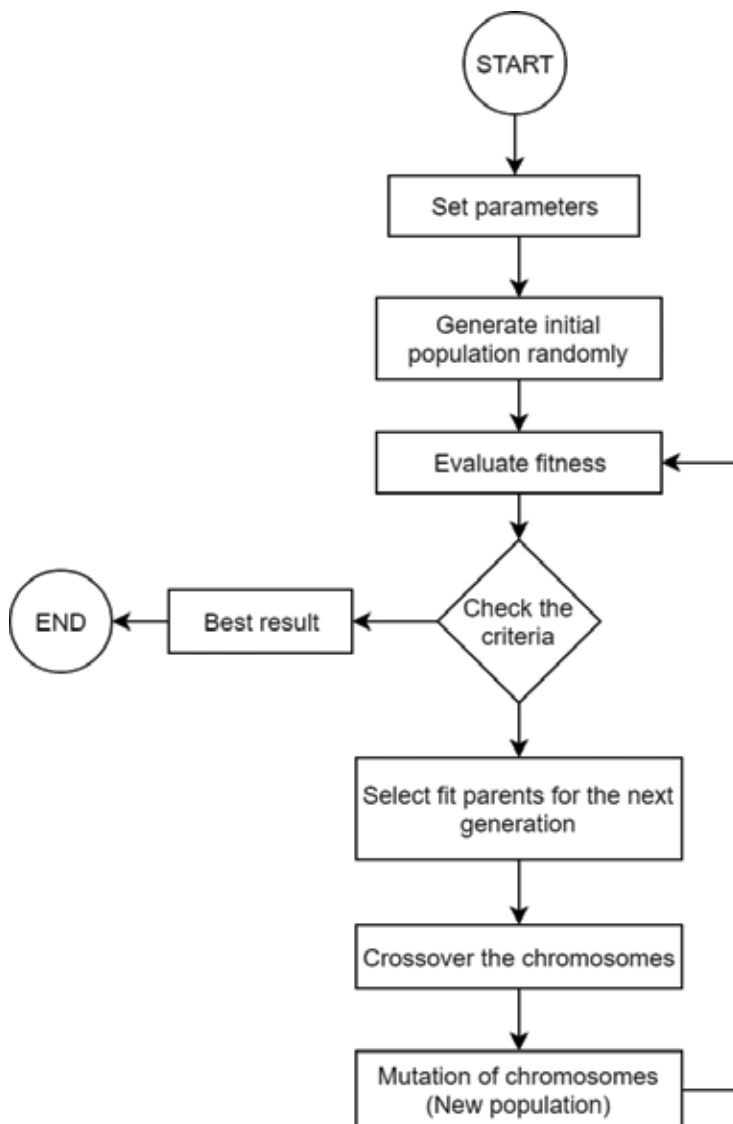 START
Set parameters
Generate initial
population randomly
Evaluate fitness
Check the
criteria
Best result
END
Select fit parents for the next
generation
Crossover the chromosomes
Mutation of chromosomes
(New population)